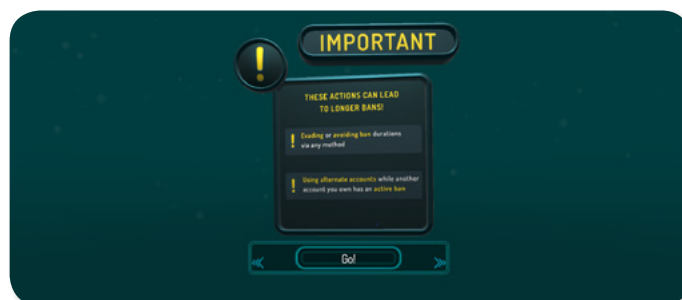 IMPORTANT
THESE ACTIONS CAN LEAD
TO LONGER BANS!
Evading or avoiding ban durations
via any method
Using alternate accounts while another
account you own has an active ban
Go!